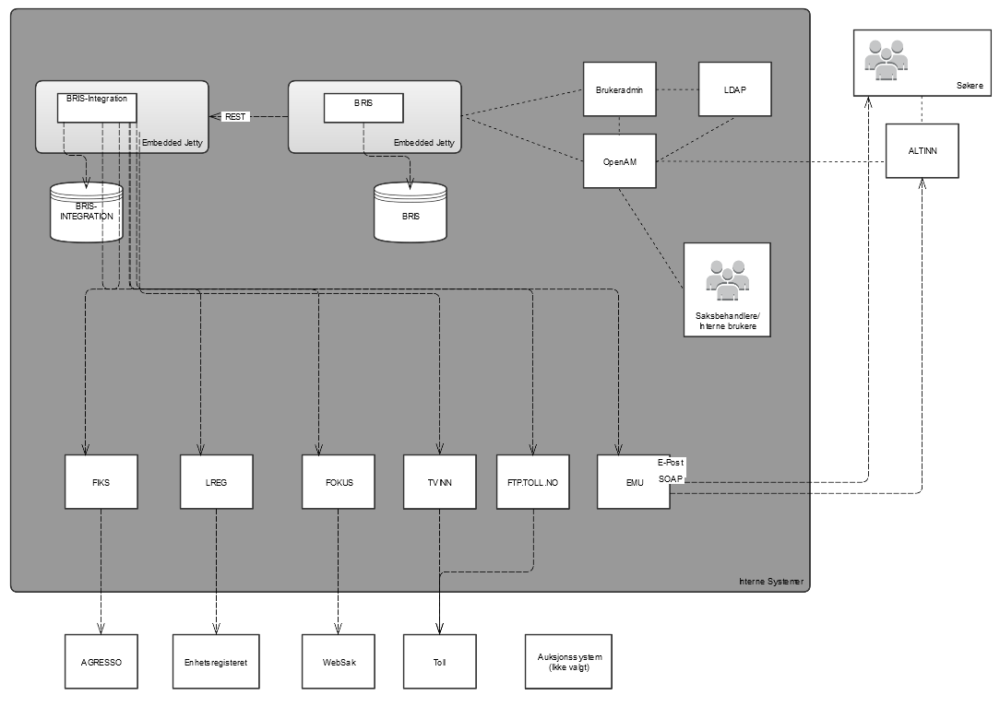 Søkere
BRIS-Integration
Embedded Jetty
REST
BRIS
Embedded Jetty
Brukeradmin
LDAP
OpenAM
ALTINN
BRIS-
INTEGRATION
BRIS
Saksbehandlere/
Interne brukere
FIKS
LREG
FOKUS
TVINN
FTP.TOLL.NO
EMU
E-Post
SOAP
Interne Systemer
AGRESSO
Enhetsregisteret
WebSak
Toll
Auksjonssystem
(Ikke valgt)